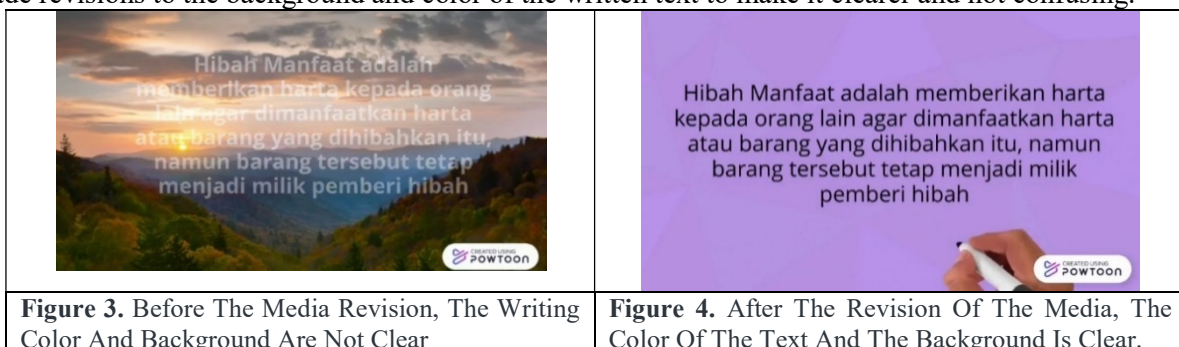 de revisions to the background and color of the written text to make it clearer and not confusing.
Hibah Manfaat adalah
memberikan harta kepada orang
lain agar dimanfaatkan harta
atau barang yang dihibahkan itu,
namun barang tersebut tetap
menjadi milik pemberi hibah
CREATED USING
POWTOON
Figure 3. Before The Media Revision, The Writing
Color And Background Are Not Clear
Hibah Manfaat adalah memberikan harta
kepada orang lain agar dimanfaatkan harta
atau barang yang dihibahkan itu, namun
barang tersebut tetap menjadi milik
pemberi hibah
CREATED USING
POWTOON
Figure 4. After The Revision Of The Media, The
Color Of The Text And The Background Is Clear.